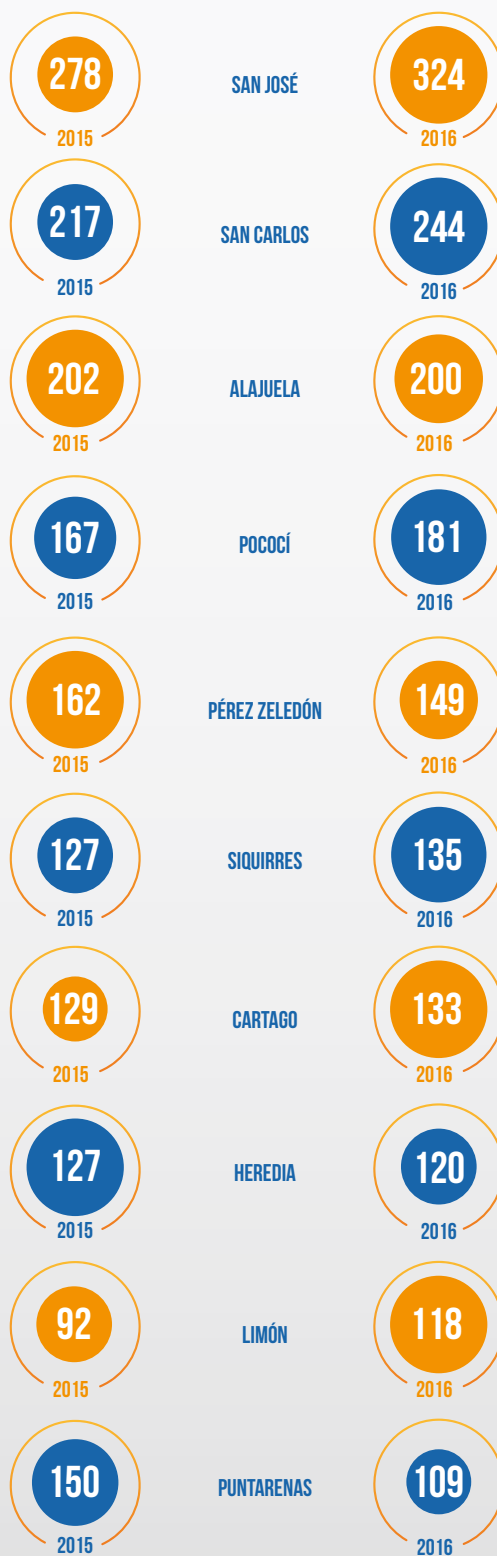 278 SAN JOSÉ 324
2015 2016
217 SAN CARLOS 244
2015 2016
202 ALAJUELA 200
2015 2016
167 POCOCÍ 181
2015 2016
162 PÉREZ ZELEDÓN 149
2015 2016
127 SIQUIRRES 135
2015 2016
129 CARTAGO 133
2015 2016
127 HEREDIA 120
2015 2016
92 LIMÓN 118
2015 2016
150 PUNTARENAS 109
2015 2016